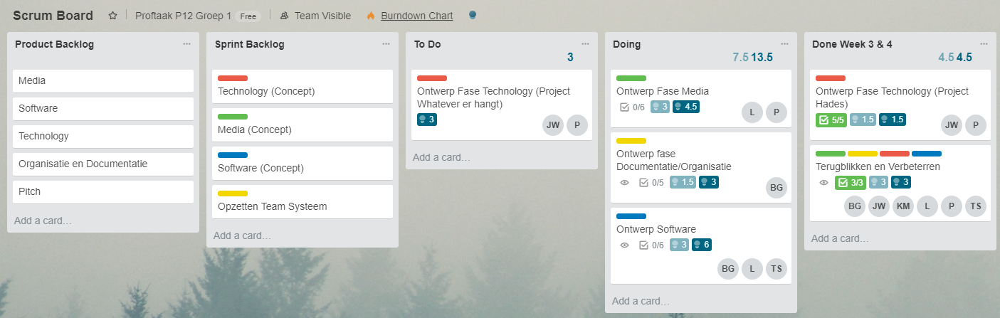 Scrum Board Proftaak P12 Groep 1 Free Team Visible Burndown Chart
Product Backlog
Media
Software
Technology
Organisatie en Documentatie
Pitch
Add a card…
Sprint Backlog
Technology (Concept)
Media (Concept)
Software (Concept)
Opzetten Team Systeem
Add a card…
To Do
3
Ontwerp Fase Technology (Project
Whatever er hangt)
3
JW P
Add a card…
Doing
7.5 13.5
Ontwerp Fase Media
0/6 3 4.5
L P
Ontwerp fase
Documentatie/Organisatie
0/5 1.5 3
BG
Ontwerp Software
0/6 3 6
BG L TS
Add a card…
Done Week 3 & 4
4.5 4.5
Ontwerp Fase Technology (Project
Hades)
5/5 1.5 1.5
JW P
Terugblikken en Verbeterren
3/3 3 3
BG JW KM L P TS
Add a card…